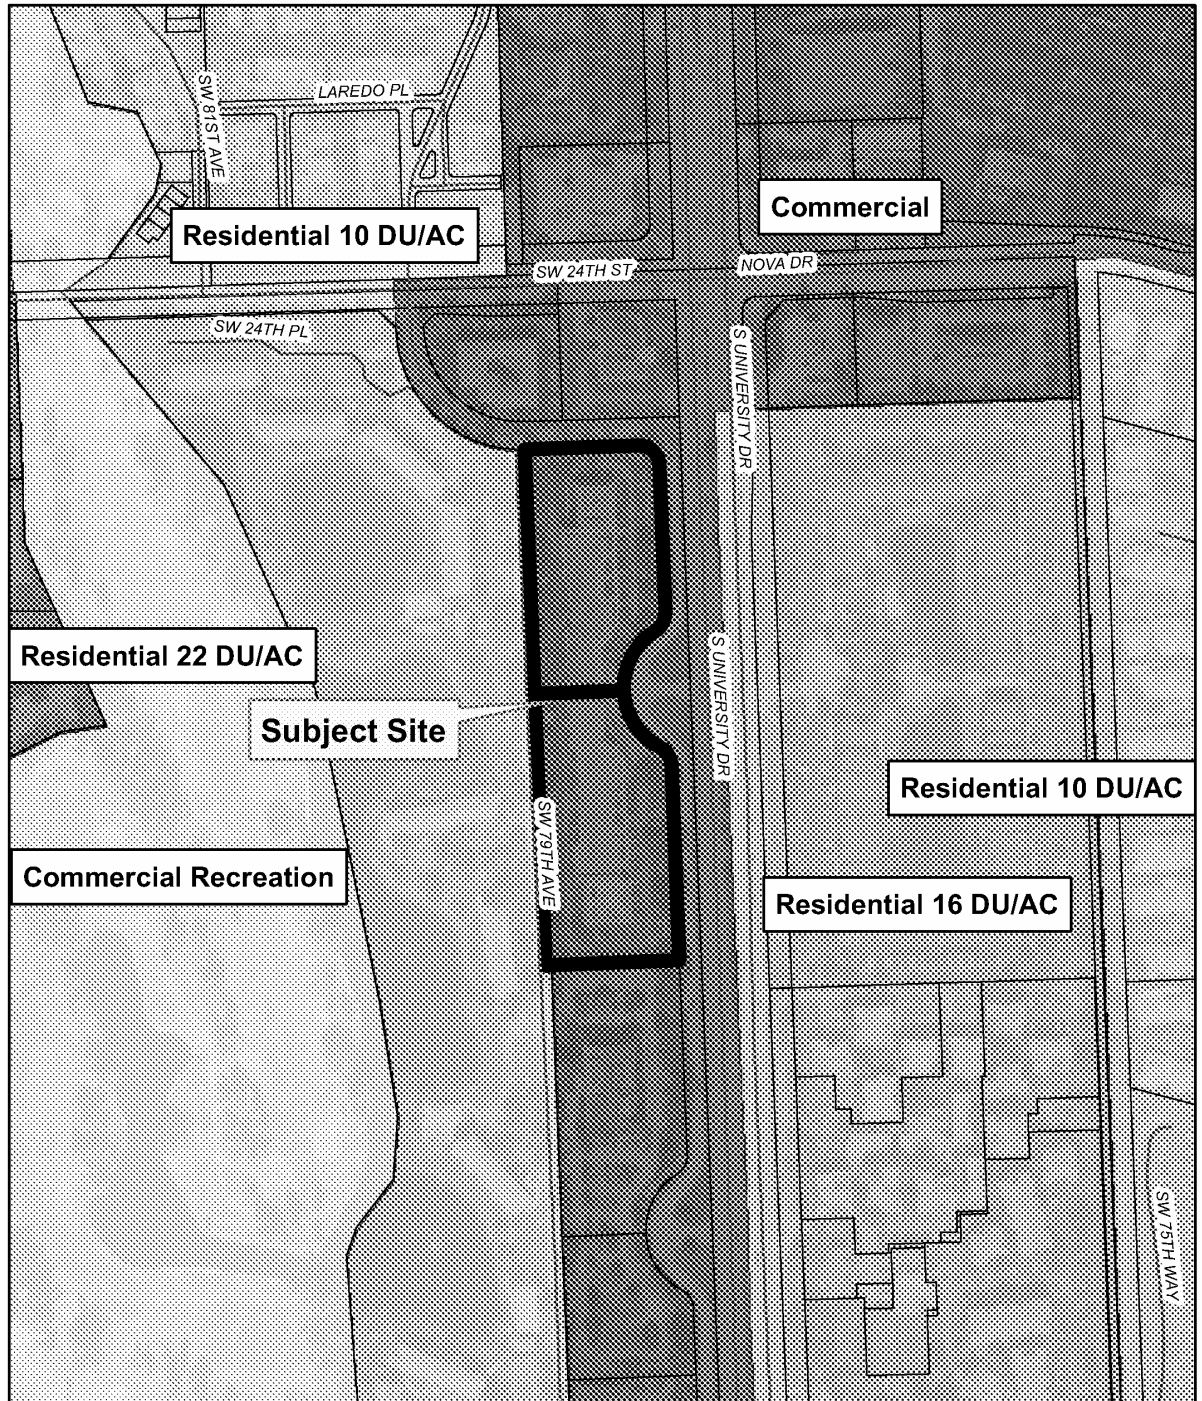 LAREDO PL
SW 81ST AVE
Commercial
Residential 10 DU/AC
SW 24TH ST
NOVA DR
SW 24TH PL
S UNIVERSITY DR
Residential 22 DU/AC
S UNIVERSITY DR
Subject Site
Residential 10 DU/AC
SW 79TH AVE
Commercial Recreation
Residential 16 DU/AC
SW 75TH WAY